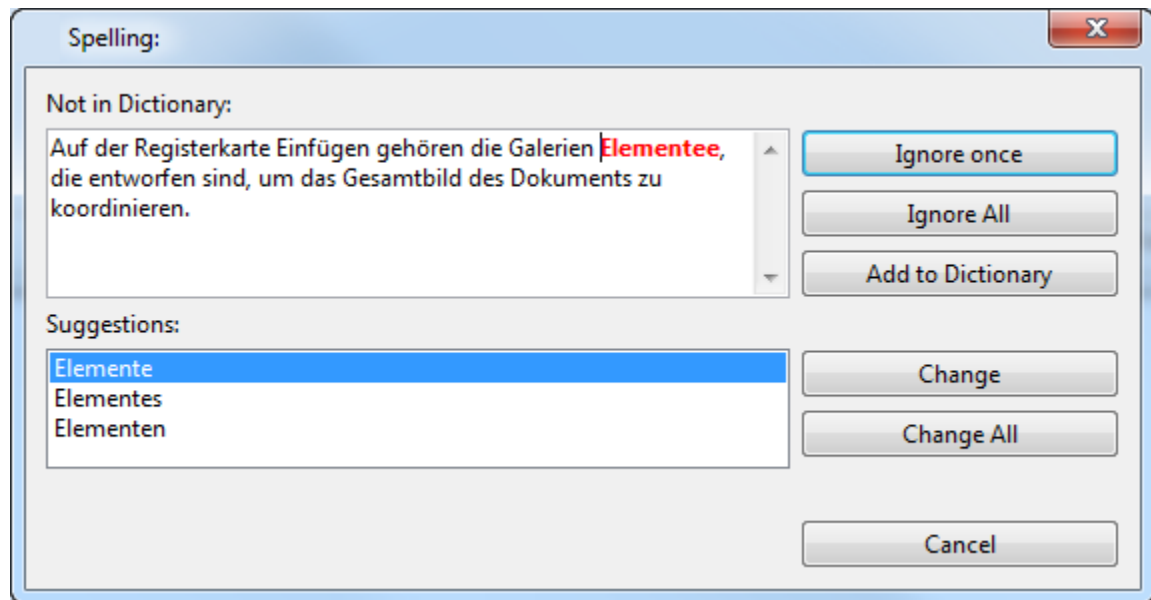 Spelling:
Not in Dictionary:
Auf der Registerkarte Einfügen gehören die Galerien Elementee,
die entworfen sind, um das Gesamtbild des Dokuments zu
koordinieren.
Ignore once
Ignore All
Add to Dictionary
Suggestions:
Elemente
Elementes
Elementen
Change
Change All
Cancel